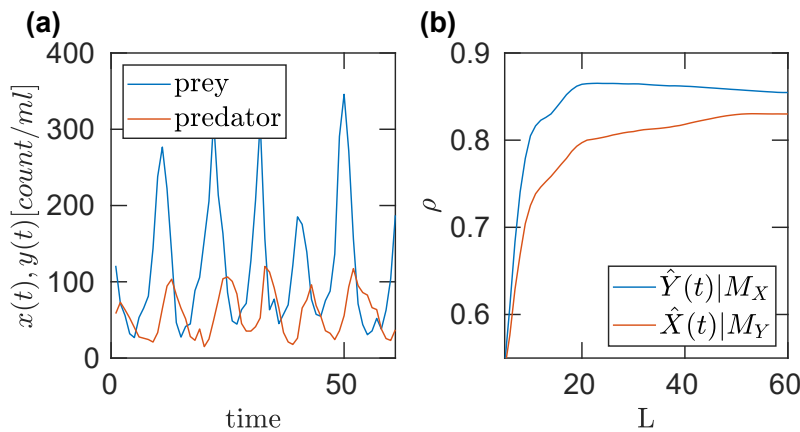 (a)
400
300
200
100
0
0
50
x(t), y(t)[count/ml]
time
prey
predator
(b)
0.9
0.8
0.7
0.6
20
40
60
ρ
L
Ŷ(t)|M_X
X̂(t)|M_Y